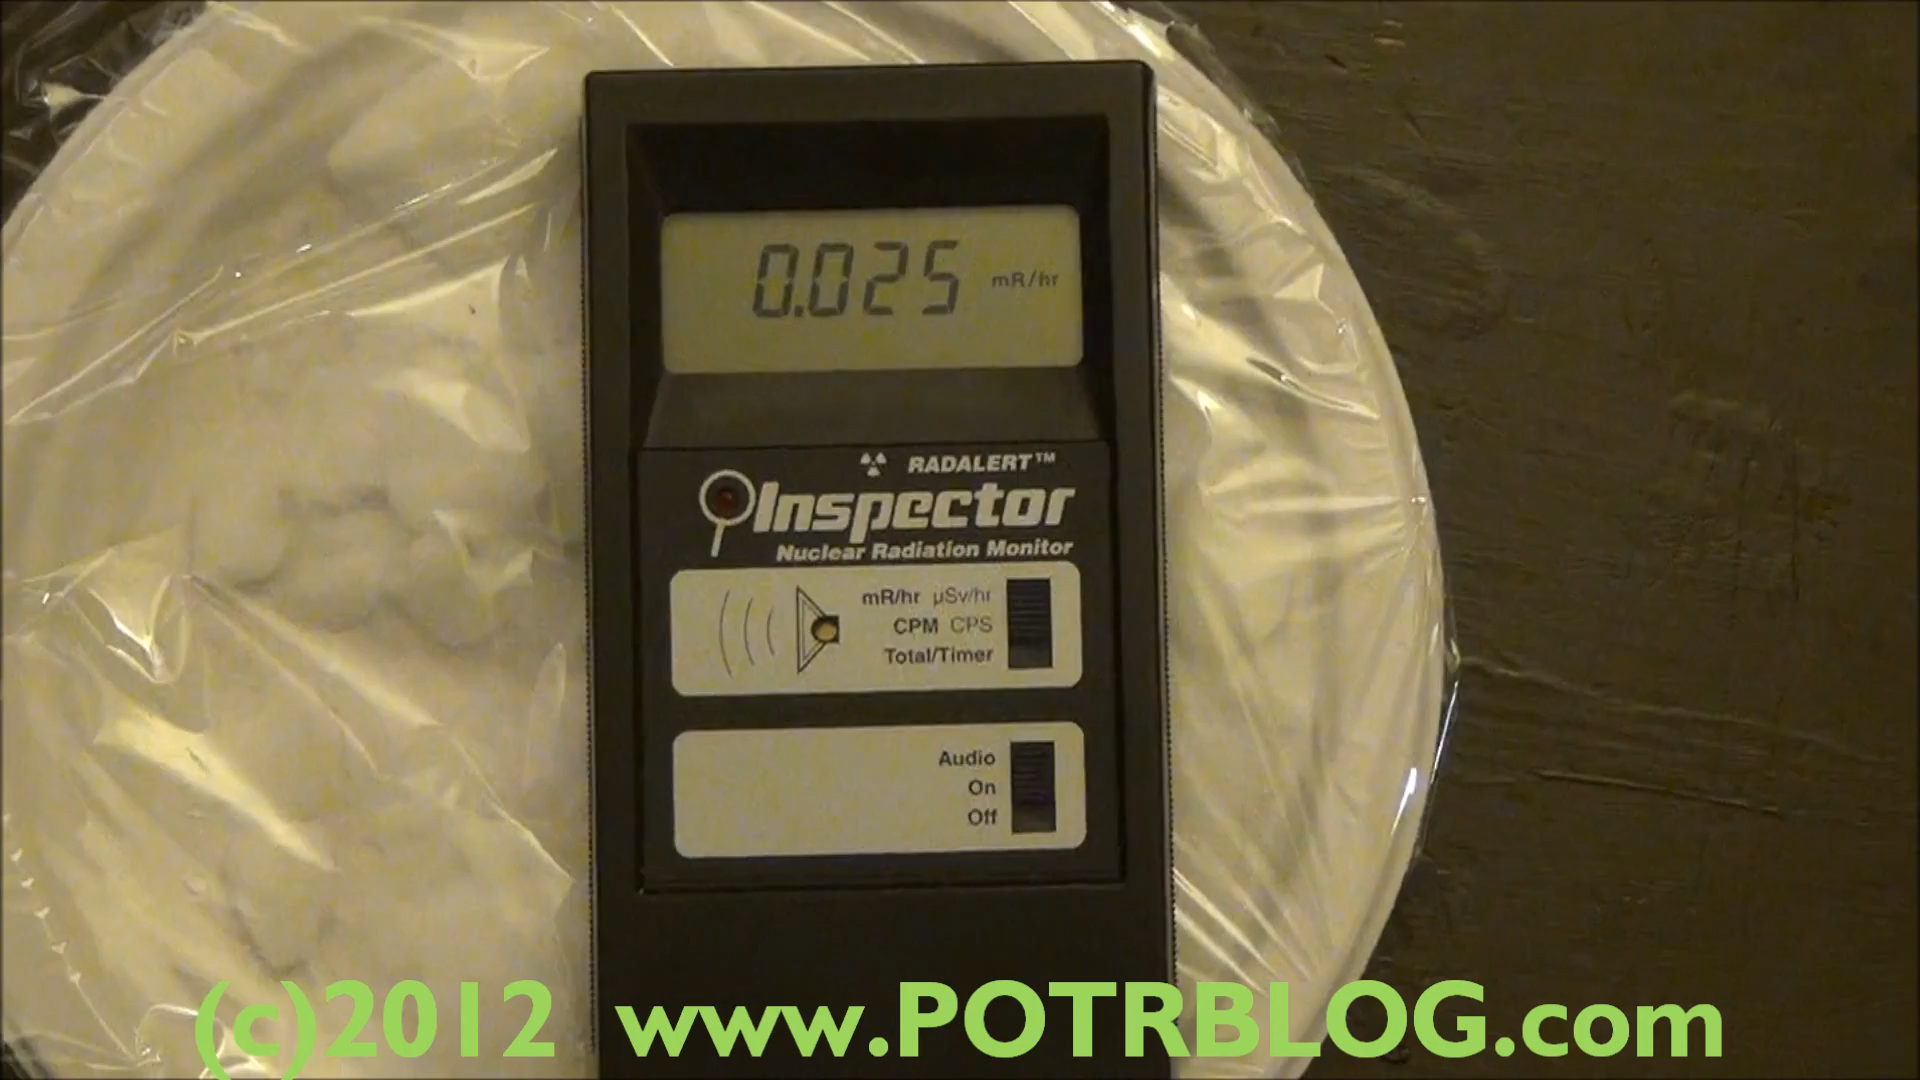 0.025 mR/hr
RADALERT™
Inspector
Nuclear Radiation Monitor
mR/hr µSv/hr
CPM CPS
Total/Timer
Audio
On
Off
(c)2012 www.POTRBLOG.com